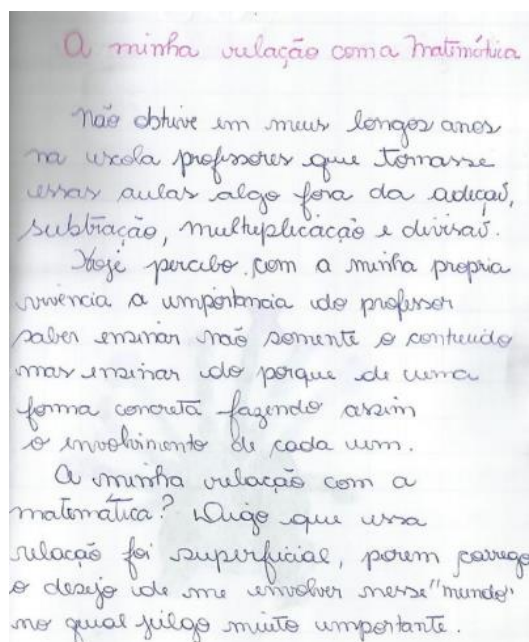 A minha relação com a Matemática
Não obtive em meus longos anos
na escola professores que tornasse
essas aulas algo fora da adição,
subtração, multiplicação e divisão.
Hoje percebo, com a minha propria
vivência a importancia do professor
saber ensinar não somente o conteudo
mas ensinar do porque de uma
forma concreta fazendo assim
o envolvimento de cada um.
A minha relação com a
matemática? Digo que essa
relação foi superficial, porem carrego
o desejo de me envolver nesse "mundo"
no qual julgo muito importante.